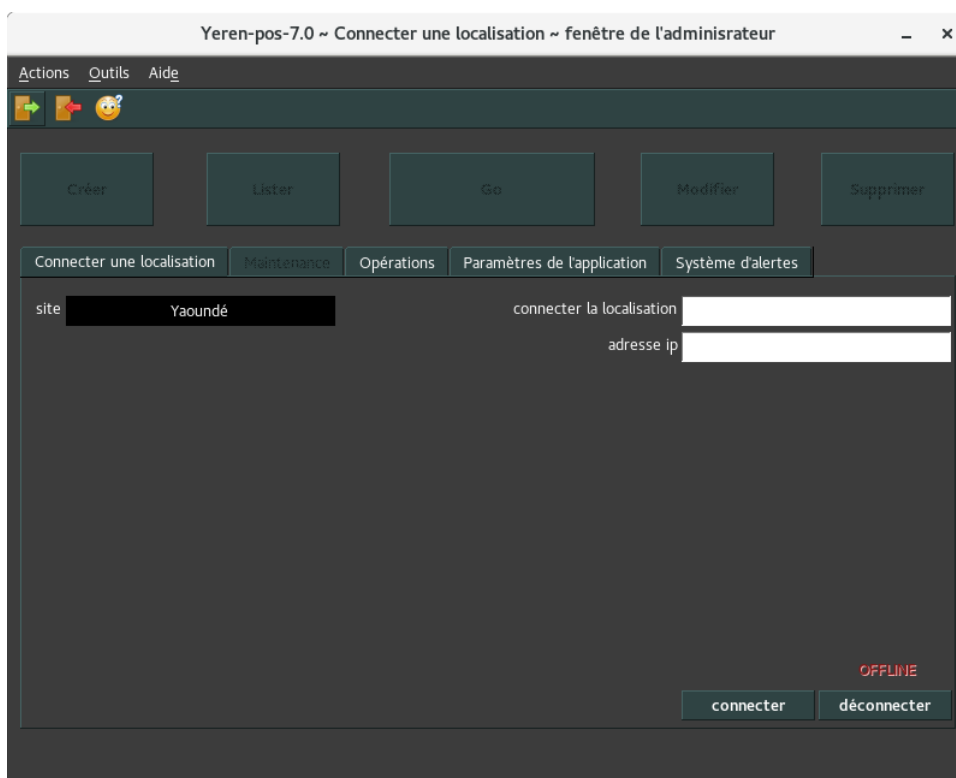 Yeren-pos-7.0 ~ Connecter une localisation ~ fenêtre de l'adminisrateur
Actions Outils Aide
Créer Lister Go Modifier Supprimer
Connecter une localisation Maintenance Opérations Paramètres de l'application Système d'alertes
site Yaoundé connecter la localisation
adresse ip
OFFLINE
connecter déconnecter